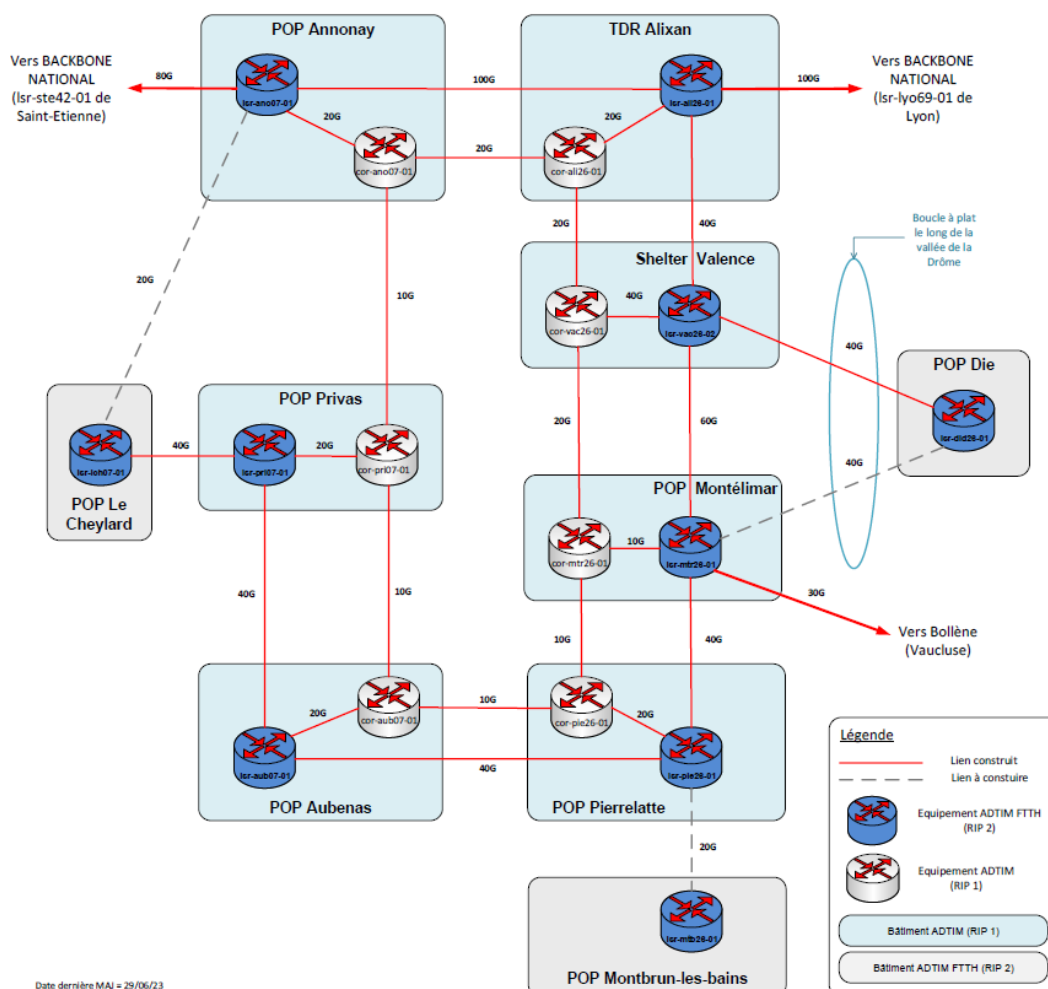 POP Annonay
TDR Alixan
Vers BACKBONE
NATIONAL
(lsr-ste42-01 de
Saint-Etienne)
80G
lsr-ano07-01
100G
lsr-ali26-01
100G
Vers BACKBONE
NATIONAL
(lsr-lyo69-01 de
Lyon)
20G
20G
cor-ano07-01
20G
cor-ali26-01
20G
40G
Boucle à plat
le long de la
vallée de la
Drôme
Shelter Valence
20G
10G
40G
cor-vac26-01
lsr-vac26-02
40G
POP Die
lsr-did26-01
POP Privas
40G
20G
lsr-pri07-01
cor-pri07-01
20G
60G
40G
POP Le
Cheylard
POP Montélimar
10G
cor-mtr26-01
lsr-mtr26-01
30G
40G
10G
10G
40G
Vers Bollène
(Vaucluse)
20G
cor-aub07-01
10G
cor-pie26-01
20G
lsr-aub07-01
40G
lsr-pie26-01
POP Aubenas
POP Pierrelatte
20G
lsr-mtb26-01
POP Montbrun-les-bains
Légende
Lien construit
Lien à constuire
Equipement ADTIM FTTH
(RIP 2)
Equipement ADTIM
(RIP 1)
Bâtiment ADTIM (RIP 1)
Bâtiment ADTIM FTTH (RIP 2)
Date dernière MAJ = 29/06/23